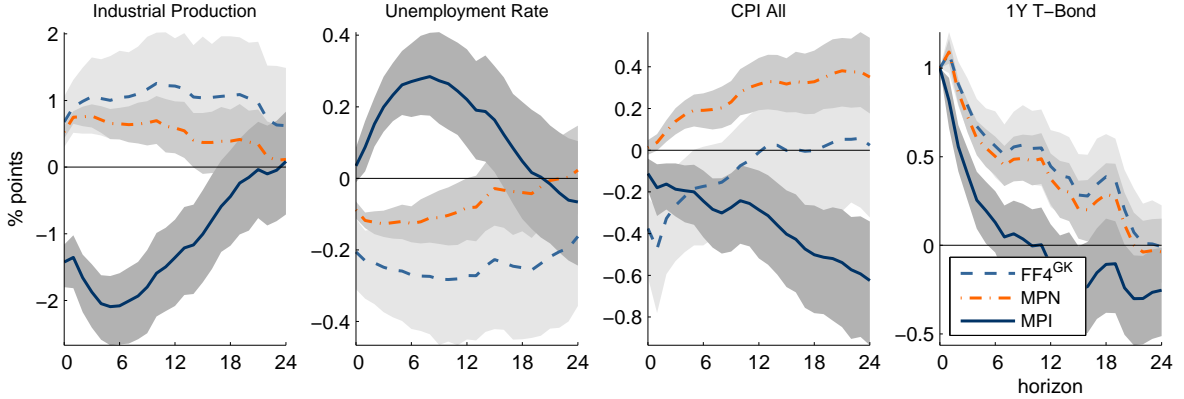 Industrial Production
Unemployment Rate
CPI All
1Y T−Bond
% points
2
1
0
−1
−2
0 6 12 18 24
0.4
0.2
0
−0.2
−0.4
0 6 12 18 24
0.4
0.2
0
−0.2
−0.4
−0.6
−0.8
0 6 12 18 24
1
0.5
0
−0.5
0 6 12 18 24
FF4^GK
MPN
MPI
horizon